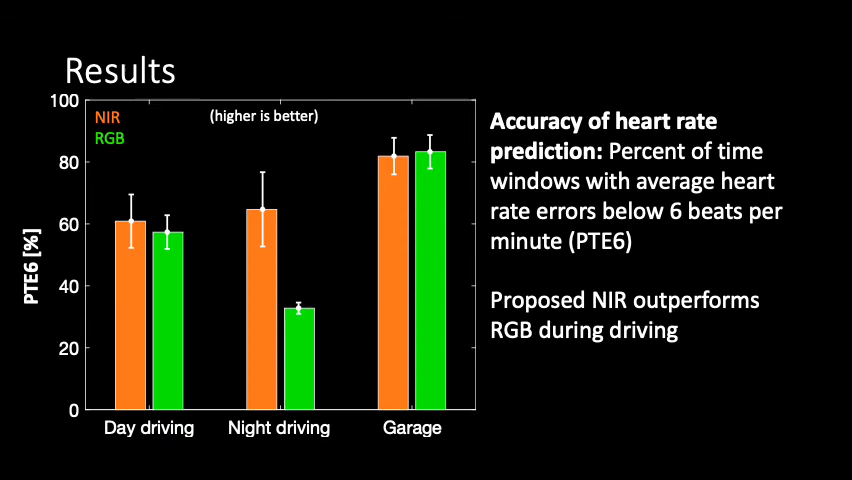 Results
100
80
60
40
20
0
PTE6 [%]
NIR
RGB
(higher is better)
Day driving
Night driving
Garage
Accuracy of heart rate
prediction: Percent of time
windows with average heart
rate errors below 6 beats per
minute (PTE6)
Proposed NIR outperforms
RGB during driving